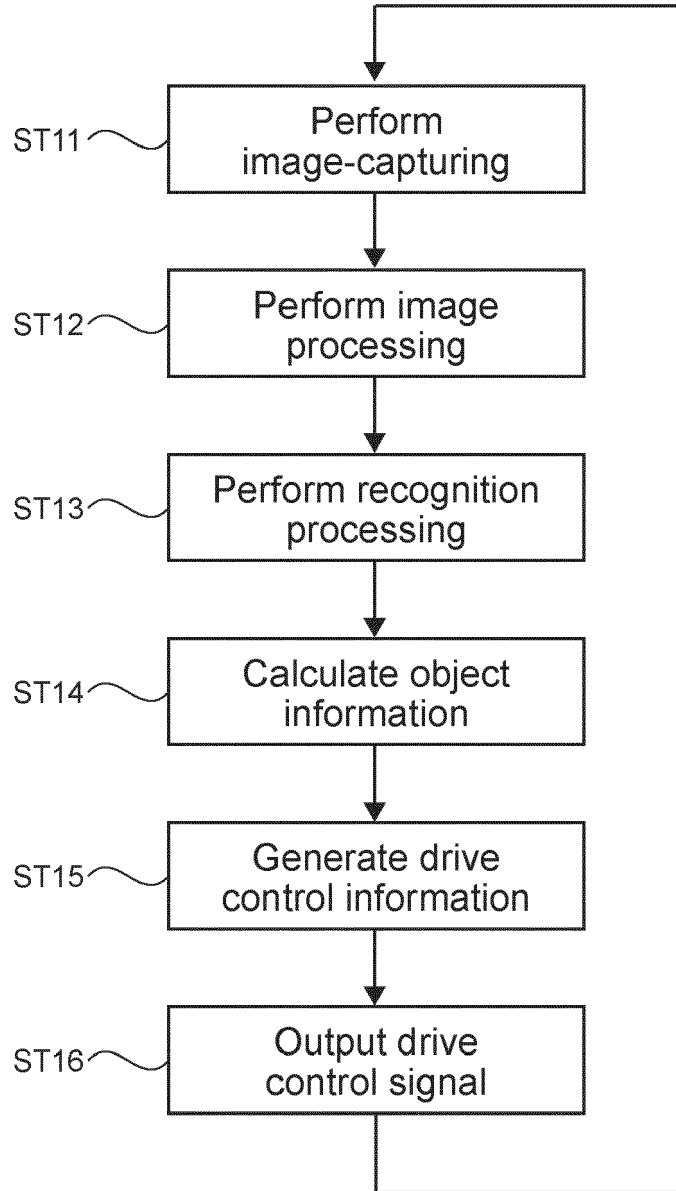 ST11
Perform
image-capturing
ST12
Perform image
processing
ST13
Perform recognition
processing
ST14
Calculate object
information
ST15
Generate drive
control information
ST16
Output drive
control signal